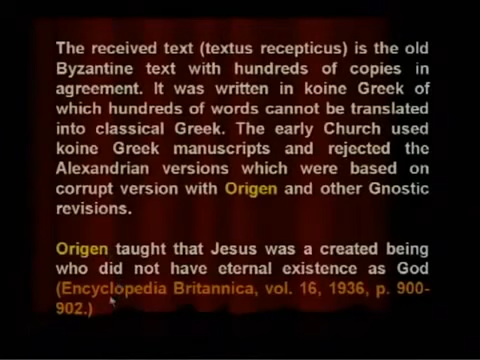 The received text (textus recepticus) is the old
Byzantine text with hundreds of copies in
agreement. It was written in koine Greek of
which hundreds of words cannot be translated
into classical Greek. The early Church used
koine Greek manuscripts and rejected the
Alexandrian versions which were based on
corrupt version with Origen and other Gnostic
revisions.
Origen taught that Jesus was a created being
who did not have eternal existence as God
(Encyclopedia Britannica, vol. 16, 1936, p. 900-
902.)